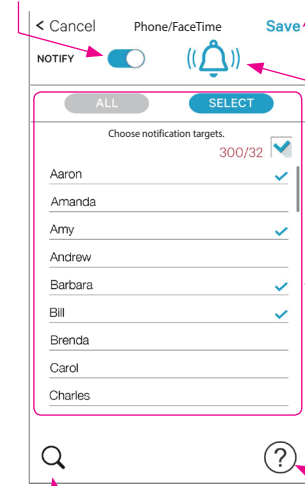 < Cancel Phone/FaceTime Save
NOTIFY
ALL SELECT
Choose notification targets.
300/32
Aaron
Amanda
Amy
Andrew
Barbara
Bill
Brenda
Carol
Charles
?